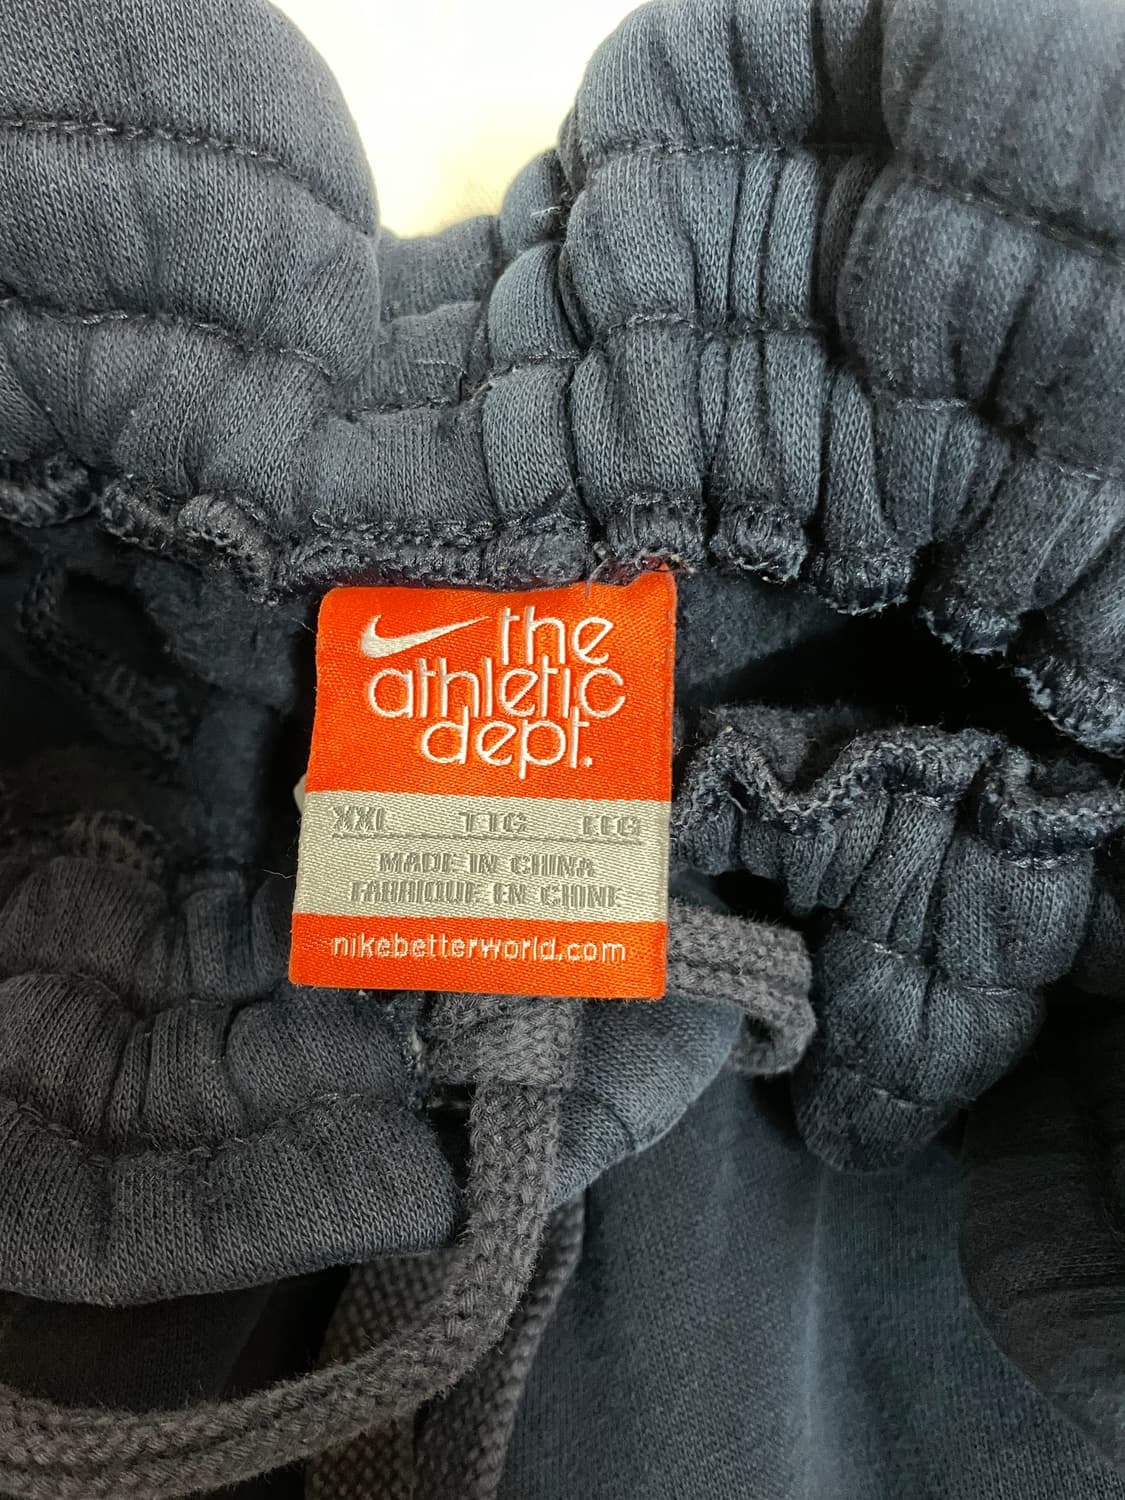 the
athletic
dept.
XXL TTG EEG
MADE IN CHINA
FABRIQUE EN CHINE
nikebetterworld.com